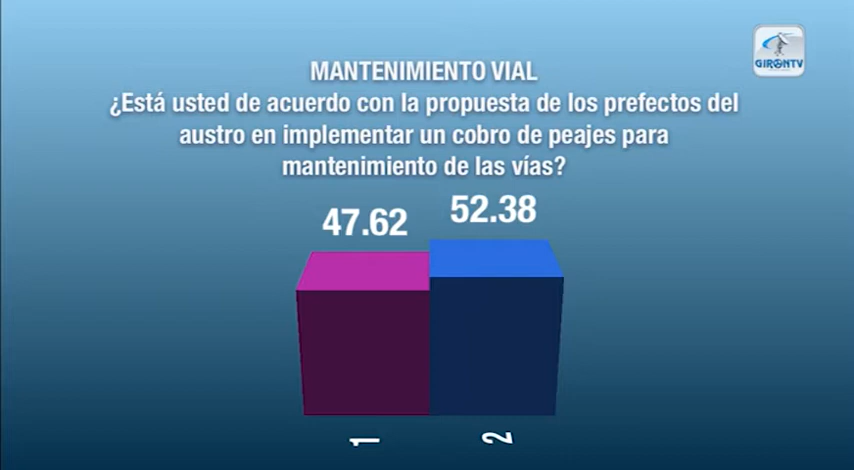 GIRONTV
MANTENIMIENTO VIAL
¿Está usted de acuerdo con la propuesta de los prefectos del
austro en implementar un cobro de peajes para
mantenimiento de las vías?
47.62
52.38
1
2